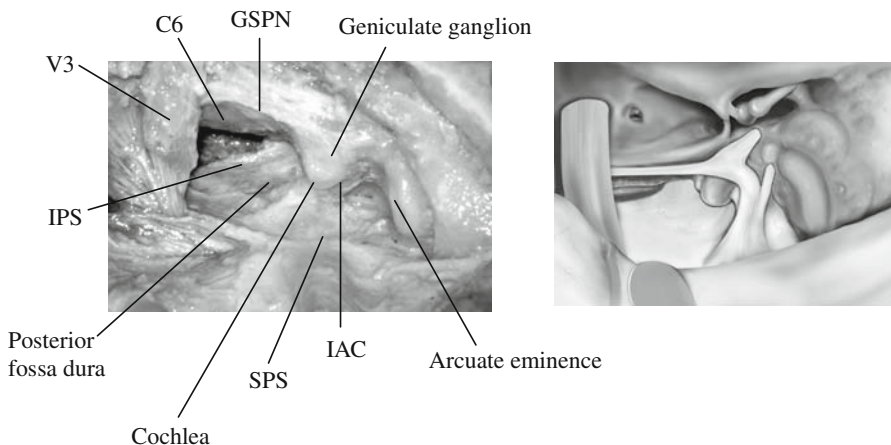 C6
GSPN
Geniculate ganglion
V3
IPS
Posterior
fossa dura
SPS
IAC
Arcuate eminence
Cochlea